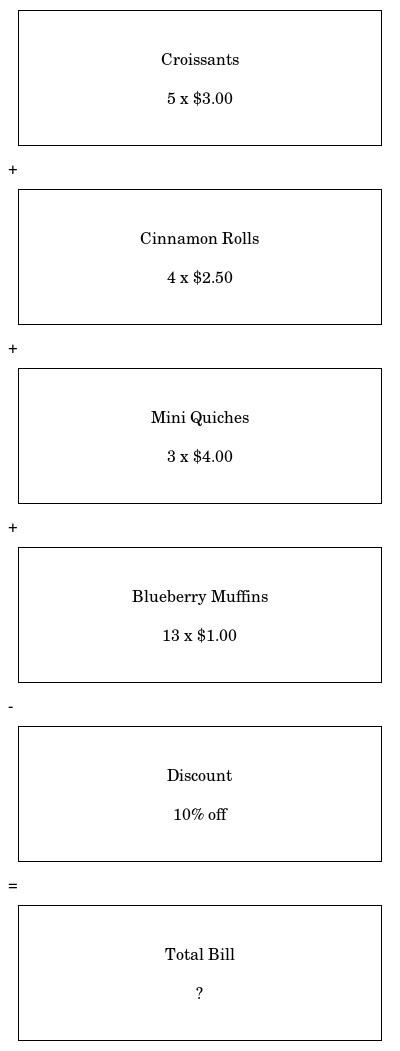 Croissants
5 x $3.00
+
Cinnamon Rolls
4 x $2.50
+
Mini Quiches
3 x $4.00
+
Blueberry Muffins
13 x $1.00
-
Discount
10% off
=
Total Bill
?